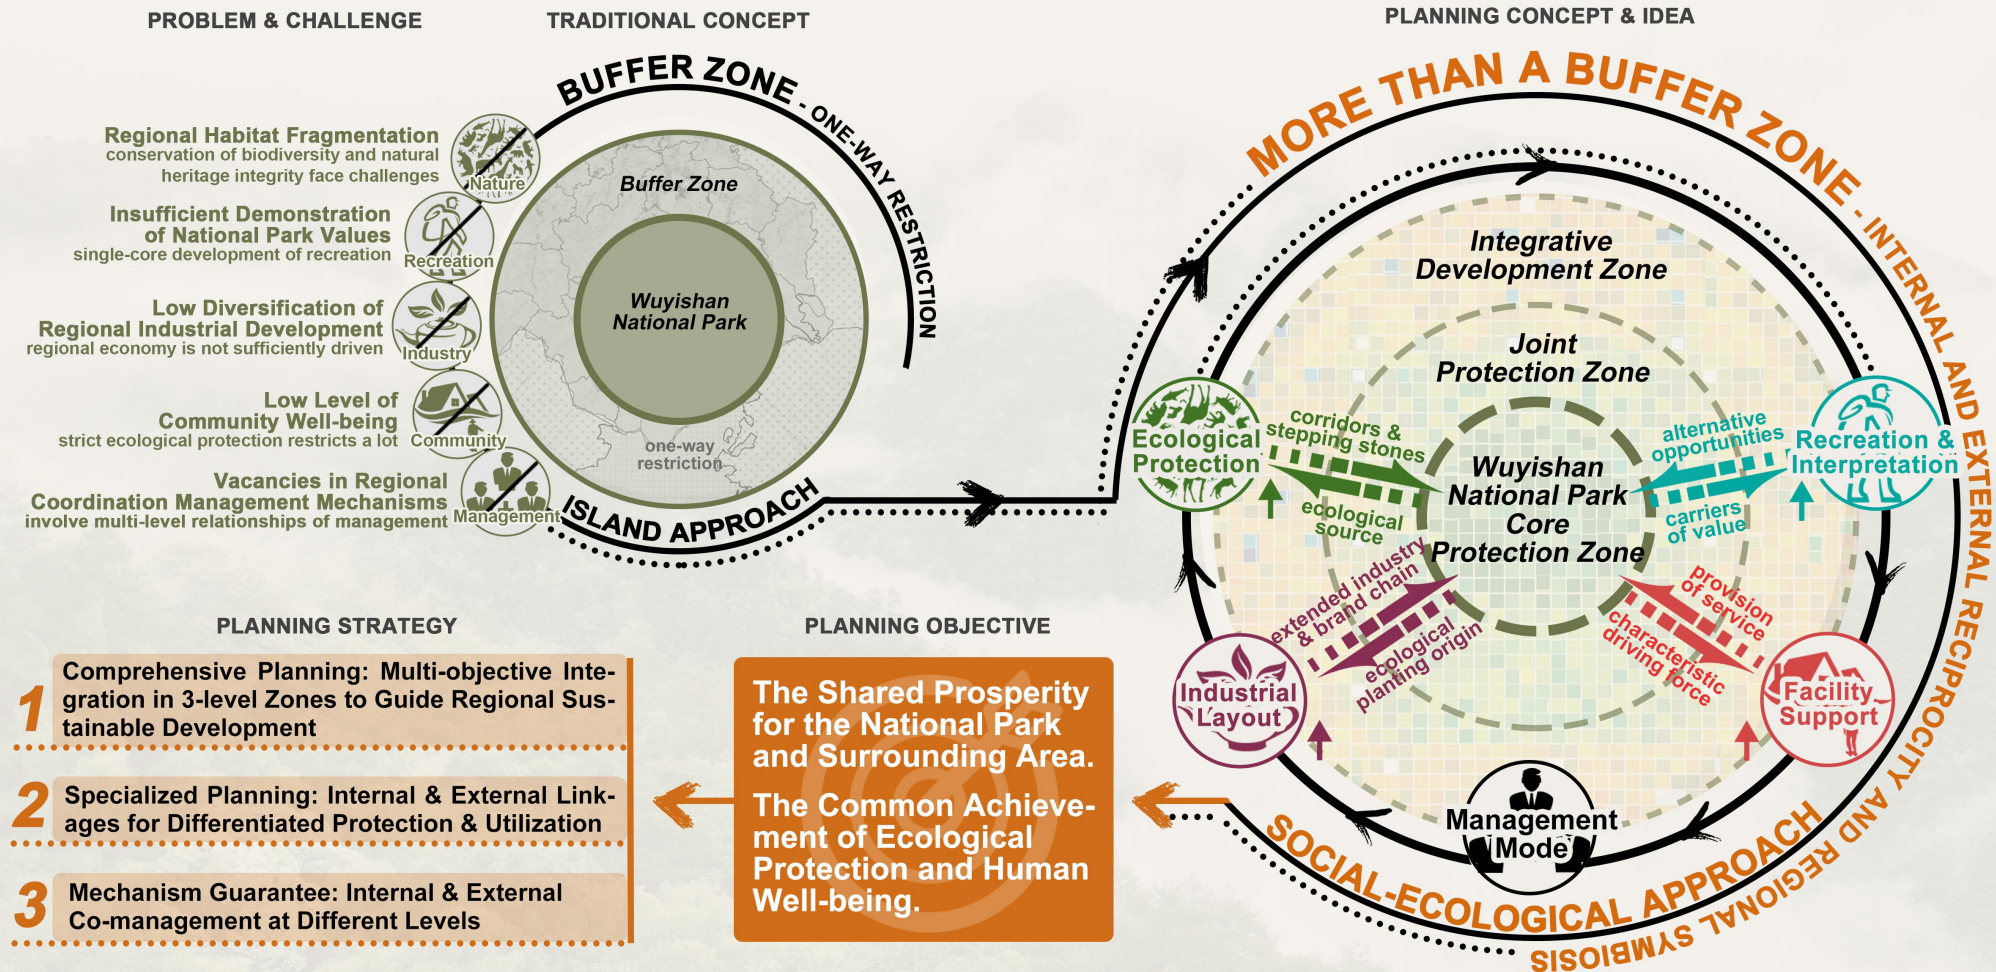 PROBLEM & CHALLENGE
TRADITIONAL CONCEPT
PLANNING CONCEPT & IDEA
Regional Habitat Fragmentation
conservation of biodiversity and natural
heritage integrity face challenges
Nature
Insufficient Demonstration
of National Park Values
single-core development of recreation
Recreation
Low Diversification of
Regional Industrial Development
regional economy is not sufficiently driven
Industry
Low Level of
Community Well-being
strict ecological protection restricts a lot
Community
Vacancies in Regional
Coordination Management Mechanisms
involve multi-level relationships of management
Management
BUFFER ZONE - ONE-WAY RESTRICTION
Buffer Zone
Wuyishan
National Park
one-way
restriction
ISLAND APPROACH
MORE THAN A BUFFER ZONE - INTERNAL AND EXTERNAL RECIPROCITY AND REGIONAL SYMBIOSIS
Integrative
Development Zone
Joint
Protection Zone
Wuyishan
National Park
Core
Protection Zone
Ecological
Protection
corridors &
stepping stones
ecological
source
alternative
opportunities
carriers
of value
Recreation &
Interpretation
extended industry
& brand chain
ecological
planting origin
Industrial
Layout
provision
of service
characteristic
driving force
Facility
Support
Management
Mode
SOCIAL-ECOLOGICAL APPROACH
PLANNING STRATEGY
1
Comprehensive Planning: Multi-objective Inte-
gration in 3-level Zones to Guide Regional Sus-
tainable Development
2
Specialized Planning: Internal & External Link-
ages for Differentiated Protection & Utilization
3
Mechanism Guarantee: Internal & External
Co-management at Different Levels
PLANNING OBJECTIVE
The Shared Prosperity
for the National Park
and Surrounding Area.
The Common Achieve-
ment of Ecological
Protection and Human
Well-being.